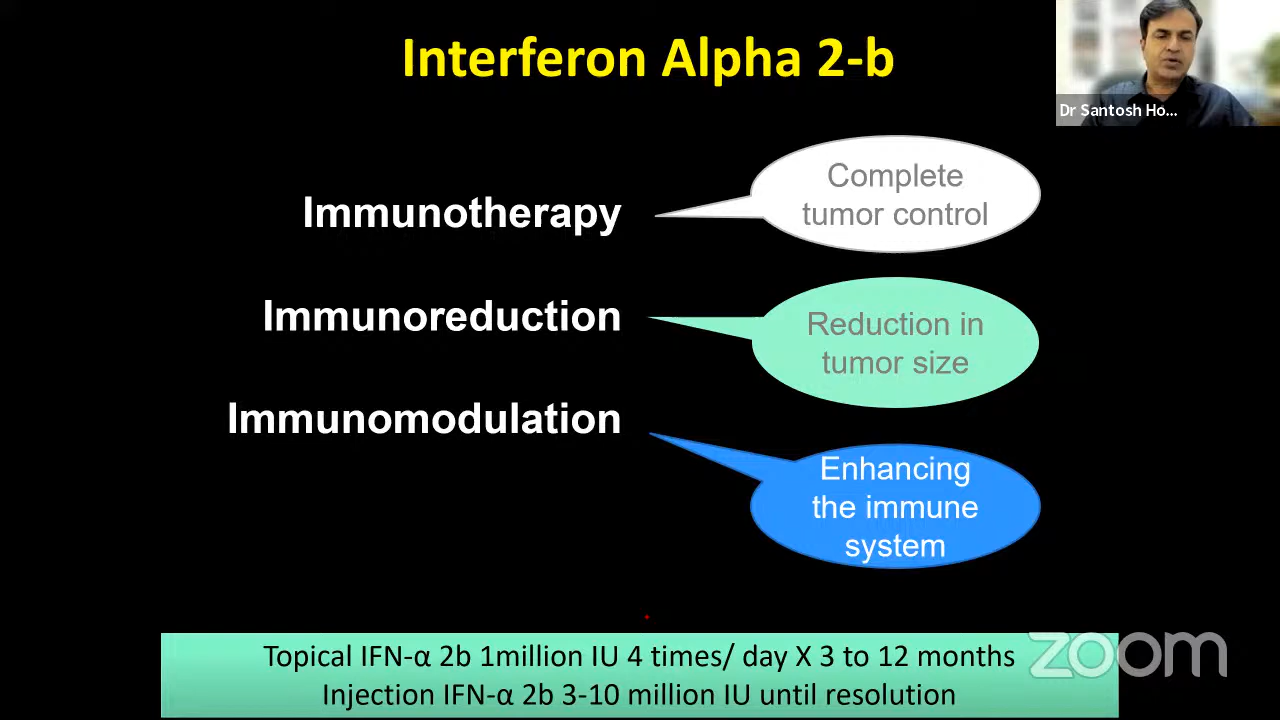 Interferon Alpha 2-b
Dr Santosh Ho...
Immunotherapy
Complete
tumor control
Immunoreduction
Reduction in
tumor size
Immunomodulation
Enhancing
the immune
system
Topical IFN-α 2b 1million IU 4 times/ day X 3 to 12 months
Injection IFN-α 2b 3-10 million IU until resolution
zoom